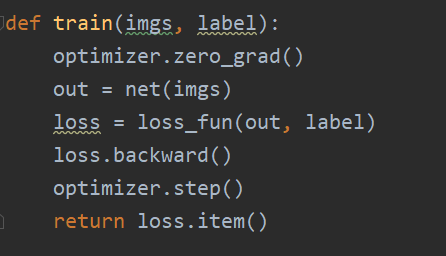 def train(imgs, label):
    optimizer.zero_grad()
    out = net(imgs)
    loss = loss_fun(out, label)
    loss.backward()
    optimizer.step()
    return loss.item()